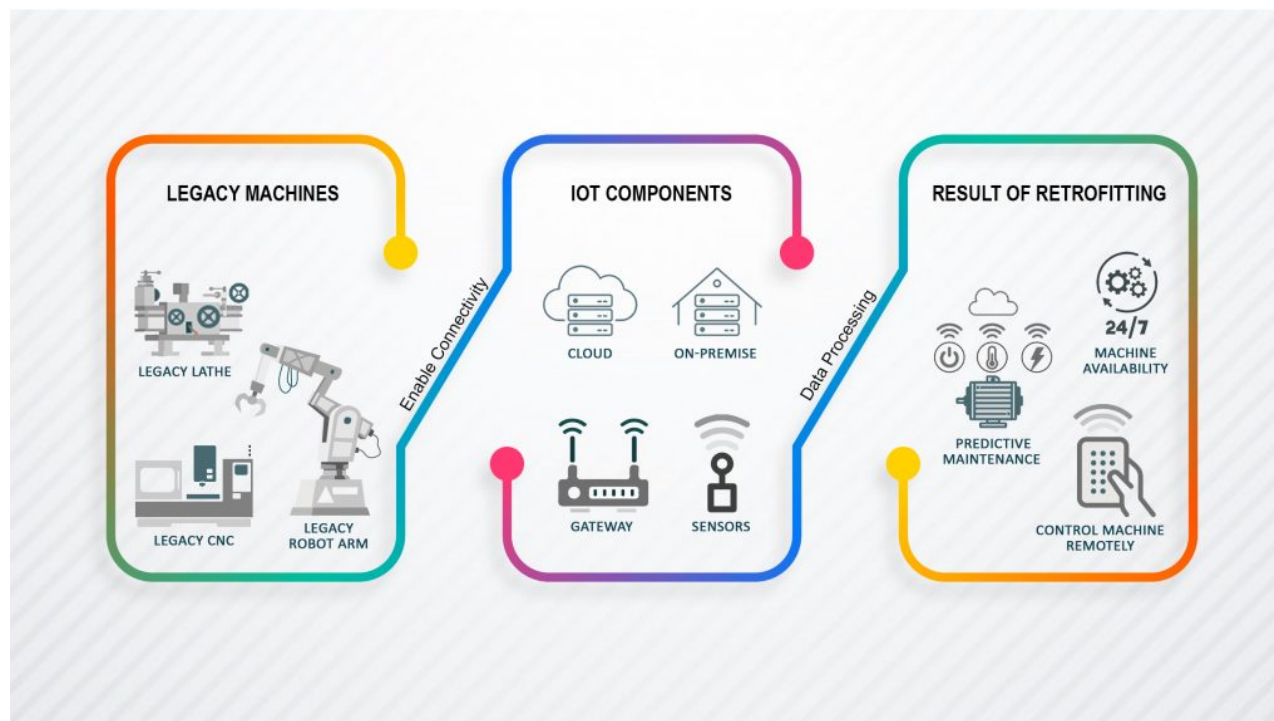 LEGACY MACHINES
LEGACY LATHE
LEGACY CNC
LEGACY
ROBOT ARM
Enable Connectivity
IOT COMPONENTS
CLOUD
ON-PREMISE
GATEWAY
SENSORS
Data Processing
RESULT OF RETROFITTING
24/7
MACHINE
AVAILABILITY
PREDICTIVE
MAINTENANCE
CONTROL MACHINE
REMOTELY